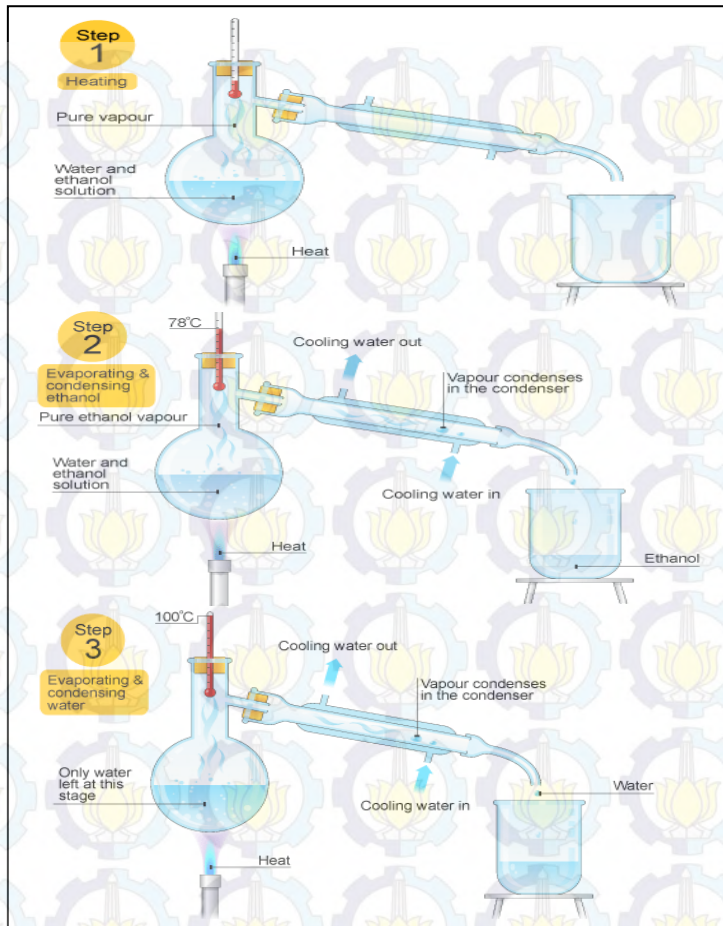 Step
1
Heating
Pure vapour
Water and
ethanol
solution
Heat
78°C
Step
2
Evaporating &
condensing
ethanol
Cooling water out
Vapour condenses
in the condenser
Pure ethanol vapour
Water and
ethanol
solution
Cooling water in
Heat
Ethanol
100°C
Step
3
Evaporating &
condensing
water
Cooling water out
Vapour condenses
in the condenser
Only water
left at this
stage
Water
Cooling water in
Heat